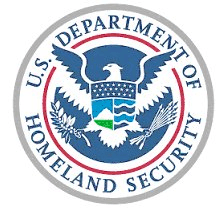 U.S. DEPARTMENT OF
HOMELAND SECURITY